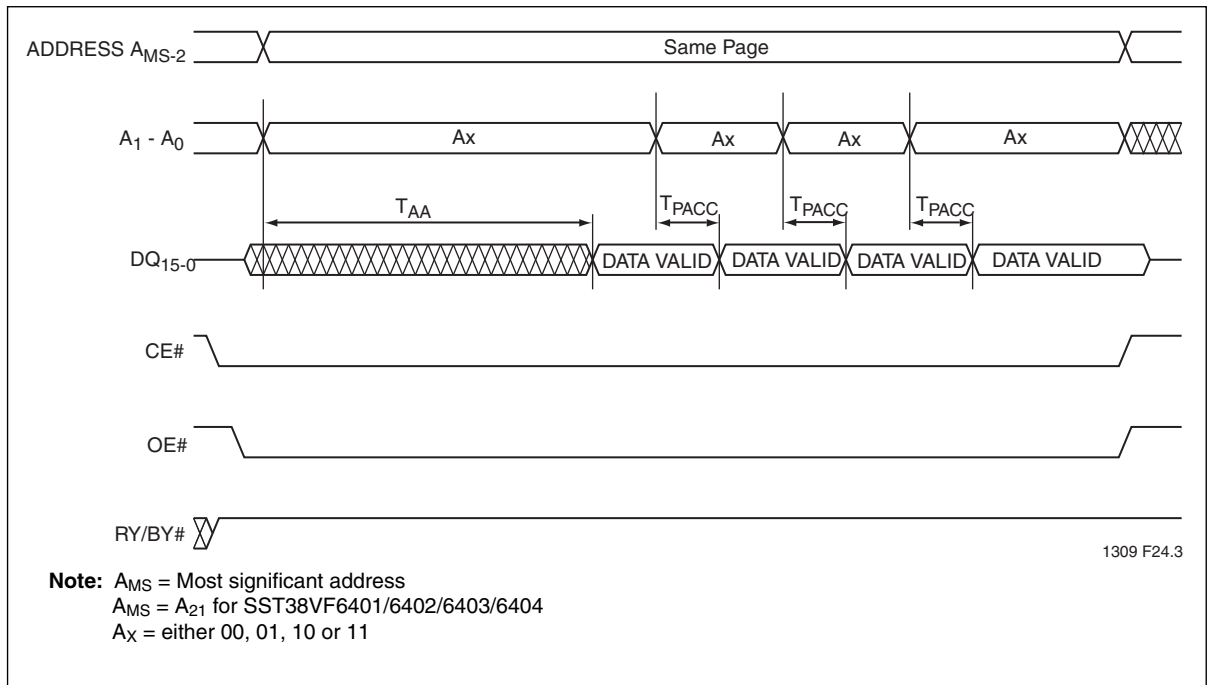 ADDRESS AMS-2
Same Page
A1 - A0
Ax
Ax
Ax
Ax
TAA
TPACC
TPACC
TPACC
DQ15-0
DATA VALID
DATA VALID
DATA VALID
DATA VALID
CE#
OE#
RY/BY#
1309 F24.3
Note: AMS = Most significant address
AMS = A21 for SST38VF6401/6402/6403/6404
AX = either 00, 01, 10 or 11